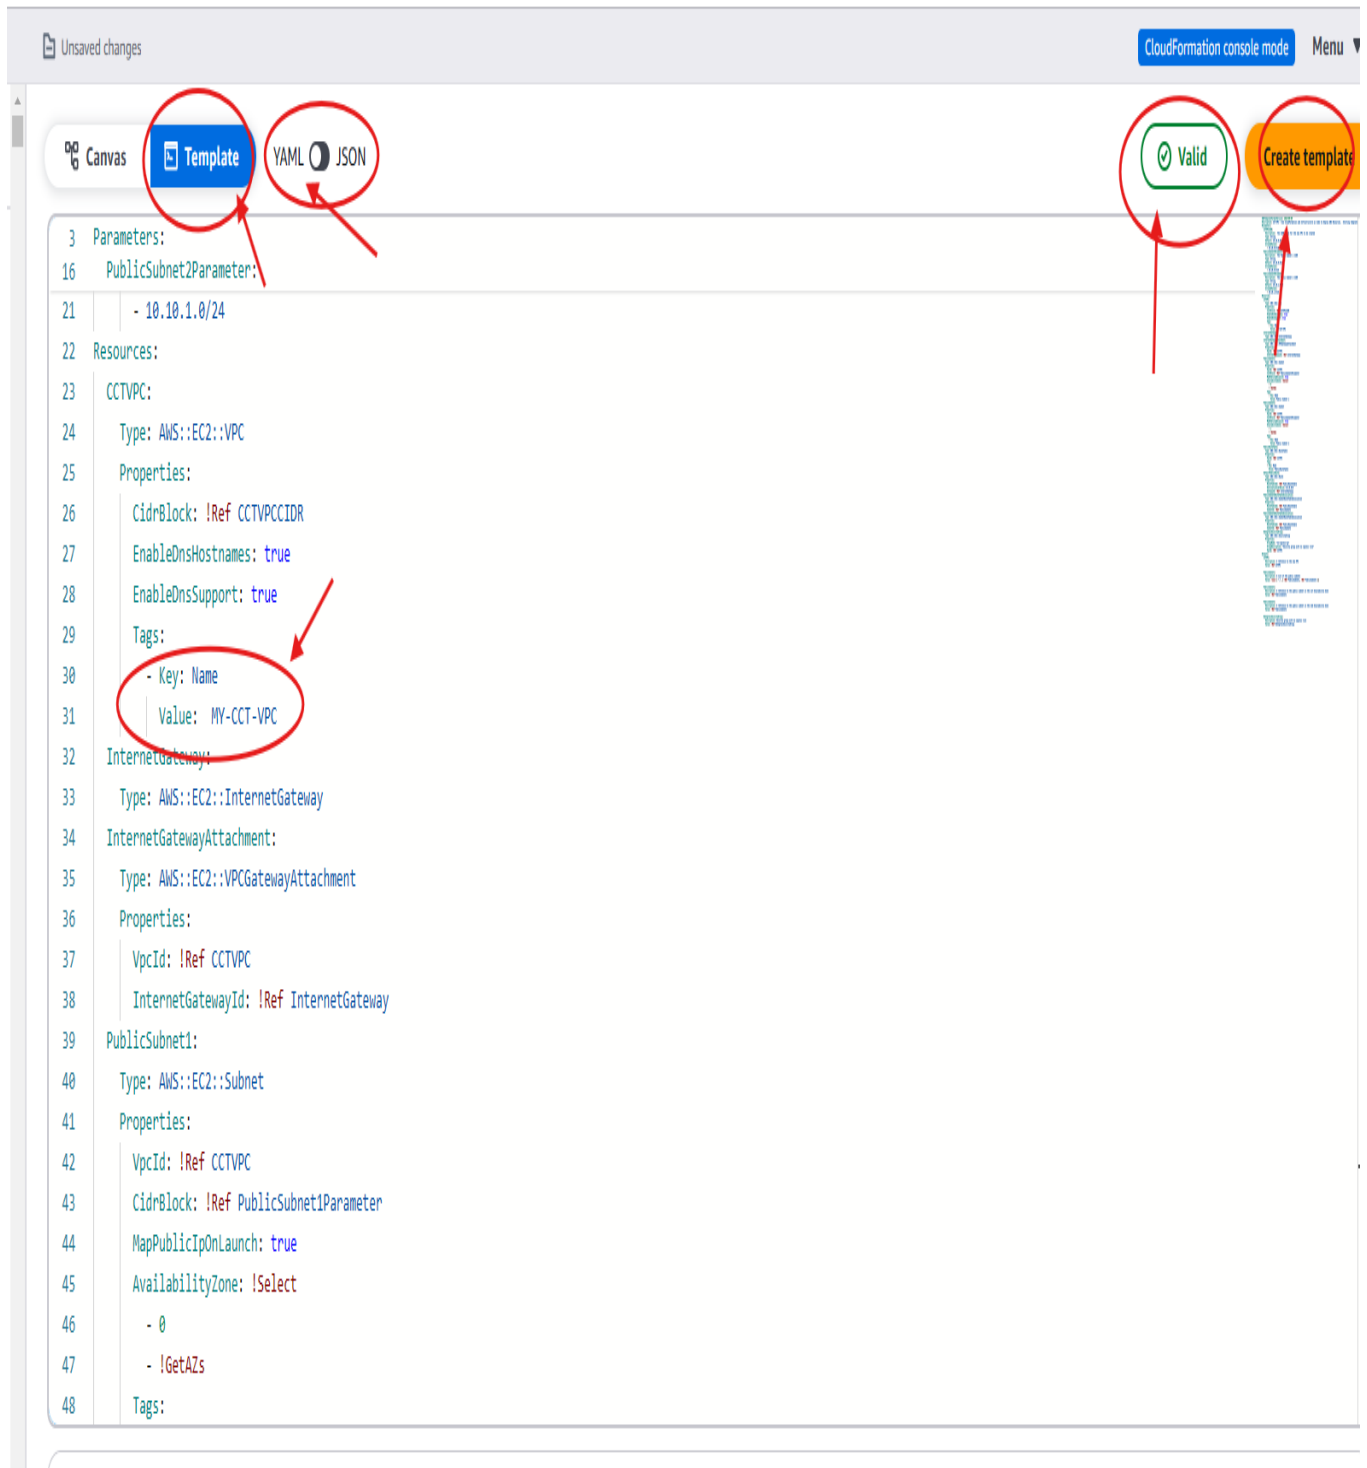 Unsaved changes
CloudFormation console mode
Menu
Canvas
Template
YAML
JSON
Valid
Create template
3 Parameters:
16 PublicSubnet2Parameter:
21 - 10.10.1.0/24
22 Resources:
23 CCTVPC:
24 Type: AWS::EC2::VPC
25 Properties:
26 CidrBlock: !Ref CCTVPCCIDR
27 EnableDnsHostnames: true
28 EnableDnsSupport: true
29 Tags:
30 - Key: Name
31 Value:  MY-CCT-VPC
32 InternetGateway:
33 Type: AWS::EC2::InternetGateway
34 InternetGatewayAttachment:
35 Type: AWS::EC2::VPCGatewayAttachment
36 Properties:
37 VpcId: !Ref CCTVPC
38 InternetGatewayId: !Ref InternetGateway
39 PublicSubnet1:
40 Type: AWS::EC2::Subnet
41 Properties:
42 VpcId: !Ref CCTVPC
43 CidrBlock: !Ref PublicSubnet1Parameter
44 MapPublicIpOnLaunch: true
45 AvailabilityZone: !Select
46 - 0
47 - !GetAZs
48 Tags: